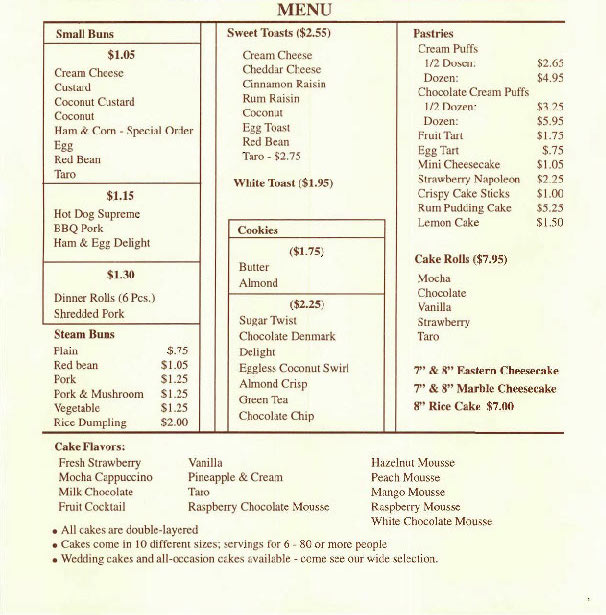 MENU
Small Buns
$1.05
Cream Cheese
Custard
Coconut Custard
Coconut
Ham & Corn - Special Order
Egg
Red Bean
Taro
$1.15
Hot Dog Supreme
BBQ Pork
Ham & Egg Delight
$1.30
Dinner Rolls (6 Pcs.)
Shredded Pork
Steam Buns
Plain $.75
Red bean $1.05
Pork $1.25
Pork & Mushroom $1.25
Vegetable $1.25
Rice Dumpling $2.00
Sweet Toasts ($2.55)
Cream Cheese
Cheddar Cheese
Cinnamon Raisin
Rum Raisin
Coconut
Egg Toast
Red Bean
Taro - $2.75
White Toast ($1.95)
Cookies
($1.75)
Butter
Almond
($2.25)
Sugar Twist
Chocolate Denmark
Delight
Eggless Coconut Swirl
Almond Crisp
Green Tea
Chocolate Chip
Pastries
Cream Puffs
1/2 Dozen: $2.65
Dozen: $4.95
Chocolate Cream Puffs
1/2 Dozen: $3.25
Dozen: $5.95
Fruit Tart $1.75
Egg Tart $.75
Mini Cheesecake $1.05
Strawberry Napoleon $2.25
Crispy Cake Sticks $1.00
Rum Pudding Cake $5.25
Lemon Cake $1.50
Cake Rolls ($7.95)
Mocha
Chocolate
Vanilla
Strawberry
Taro
7" & 8" Eastern Cheesecake
7" & 8" Marble Cheesecake
8" Rice Cake $7.00
Cake Flavors:
Fresh Strawberry Vanilla Hazelnut Mousse
Mocha Cappuccino Pineapple & Cream Peach Mousse
Milk Chocolate Taro Mango Mousse
Fruit Cocktail Raspberry Chocolate Mousse Raspberry Mousse
White Chocolate Mousse
• All cakes are double-layered
• Cakes come in 10 different sizes; servings for 6 - 80 or more people
• Wedding cakes and all-occasion cakes available - come see our wide selection.